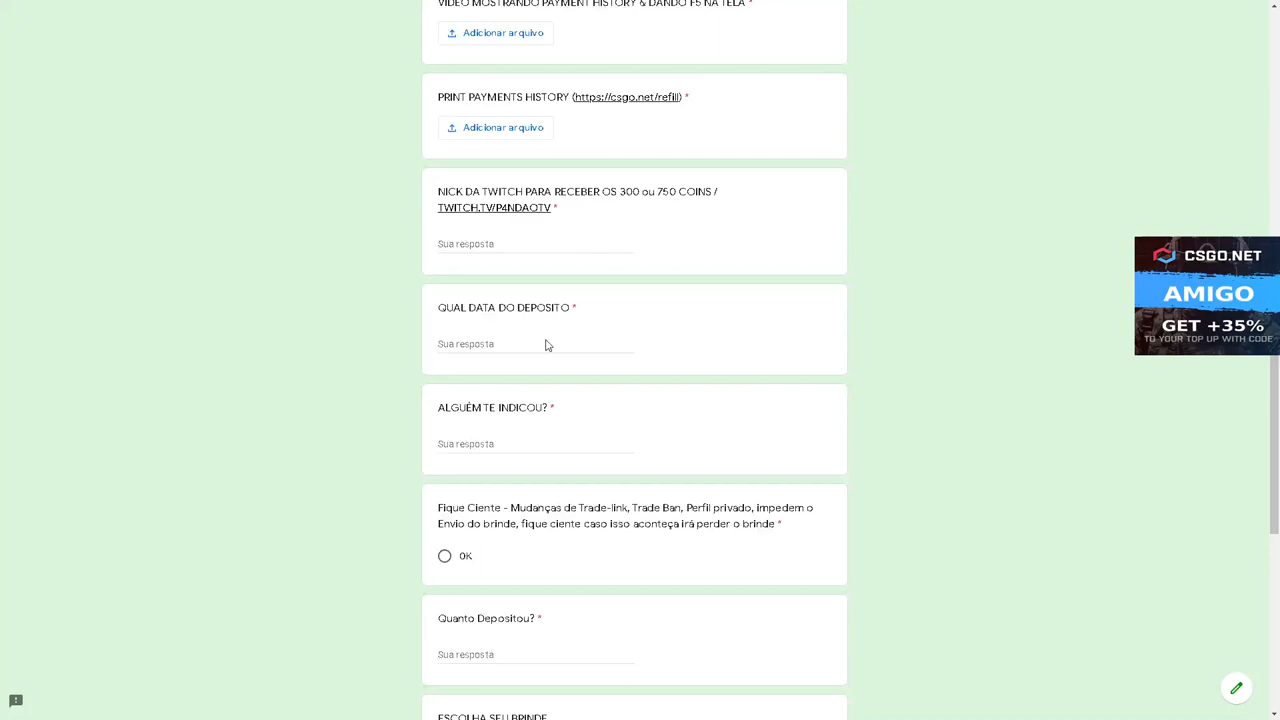 VIDEO MOSTRANDO PAYMENT HISTORY & DANDO F5 NA TELA *
Adicionar arquivo
PRINT PAYMENTS HISTORY (https://csgo.net/refill) *
Adicionar arquivo
NICK DA TWITCH PARA RECEBER OS 300 ou 750 COINS /
TWITCH.TV/P4NDAOTV *
Sua resposta
QUAL DATA DO DEPOSITO *
Sua resposta
ALGUÉM TE INDICOU? *
Sua resposta
Fique Ciente - Mudanças de Trade-link, Trade Ban, Perfil privado, impedem o
Envio do brinde, fique ciente caso isso aconteça irá perder o brinde *
OK
Quanto Depositou? *
Sua resposta
ESCOLHA SEU BRINDE
CSGO.NET
AMIGO
GET +35%
TO YOUR TOP UP WITH CODE